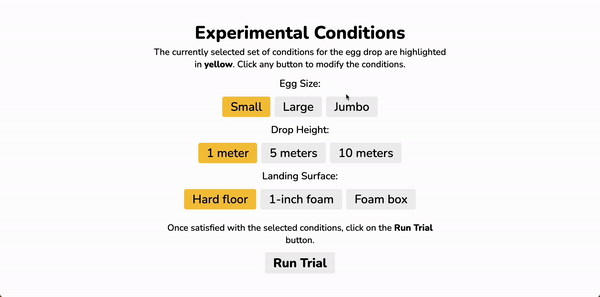 Experimental Conditions
The currently selected set of conditions for the egg drop are highlighted
in yellow. Click any button to modify the conditions.
Egg Size:
Small Large Jumbo
Drop Height:
1 meter 5 meters 10 meters
Landing Surface:
Hard floor 1-inch foam Foam box
Once satisfied with the selected conditions, click on the Run Trial
button.
Run Trial